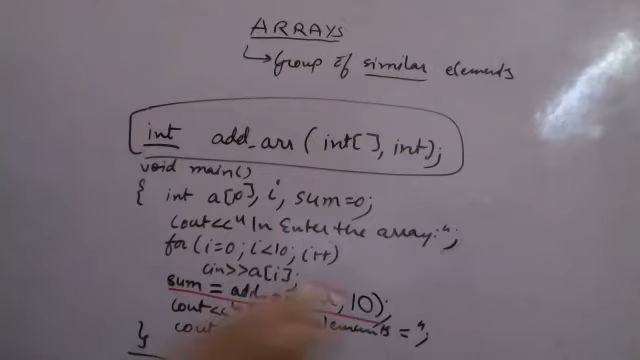 ARRAYS
Group of similar elements
int add_arr (int[], int);
void main()
{ int a[10], i, sum=0;
cout<<"\n Enter the array:";
for (i=0; i<10; i++)
cin>>a[i];
sum = add 10);
cout<<
} cout elements = ";